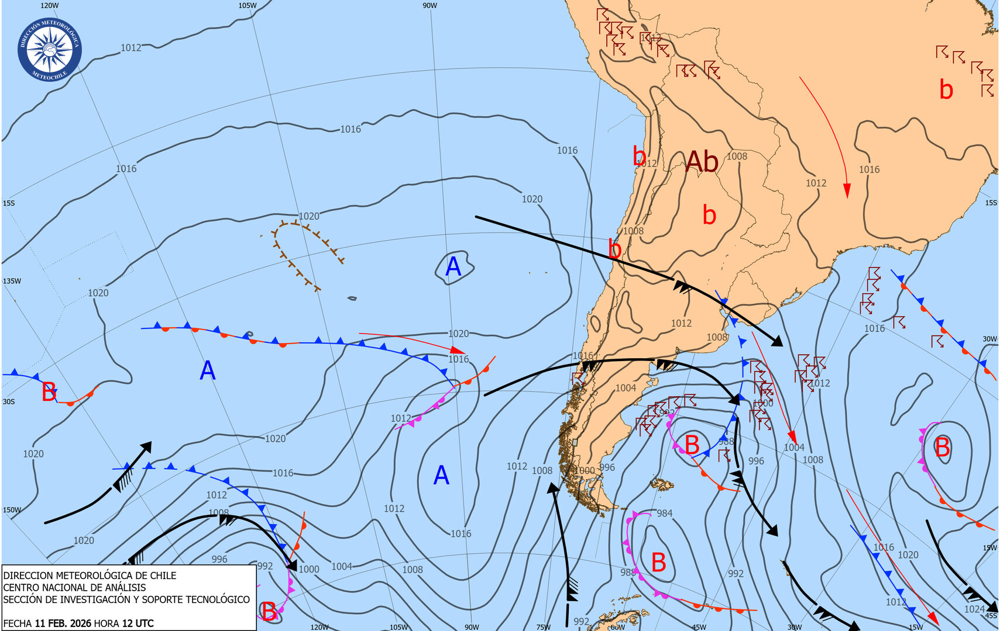 120W 105W 90W
DIRECCIÓN METEOROLÓGICA
METEOCHILE
1012
1012
b
1016
1016
b
1008
Ab
1012
1016
1016
1012
15S
1020
1020
b
15S
1008
b
A
135W
1020
1012
1016
1020
1008
30W
1016
1016
A
B
1004
1012
30S
1000
1012
992
1020
988
B
B
1004
1020
996
1008
1012
1008
1000
996
1016
A
1012
1008
1012
150W
984
1016
1020
1016
15W
1020
996
992
1000
1004
1008
B
988
992
DIRECCION METEOROLÓGICA DE CHILE
CENTRO NACIONAL DE ANÁLISIS
SECCIÓN DE INVESTIGACIÓN Y SOPORTE TECNOLÓGICO
FECHA 11 FEB. 2026 HORA 12 UTC
B
1012
1024
45S
992
120W 105W 90W 75W 60W 45W 30W 15W